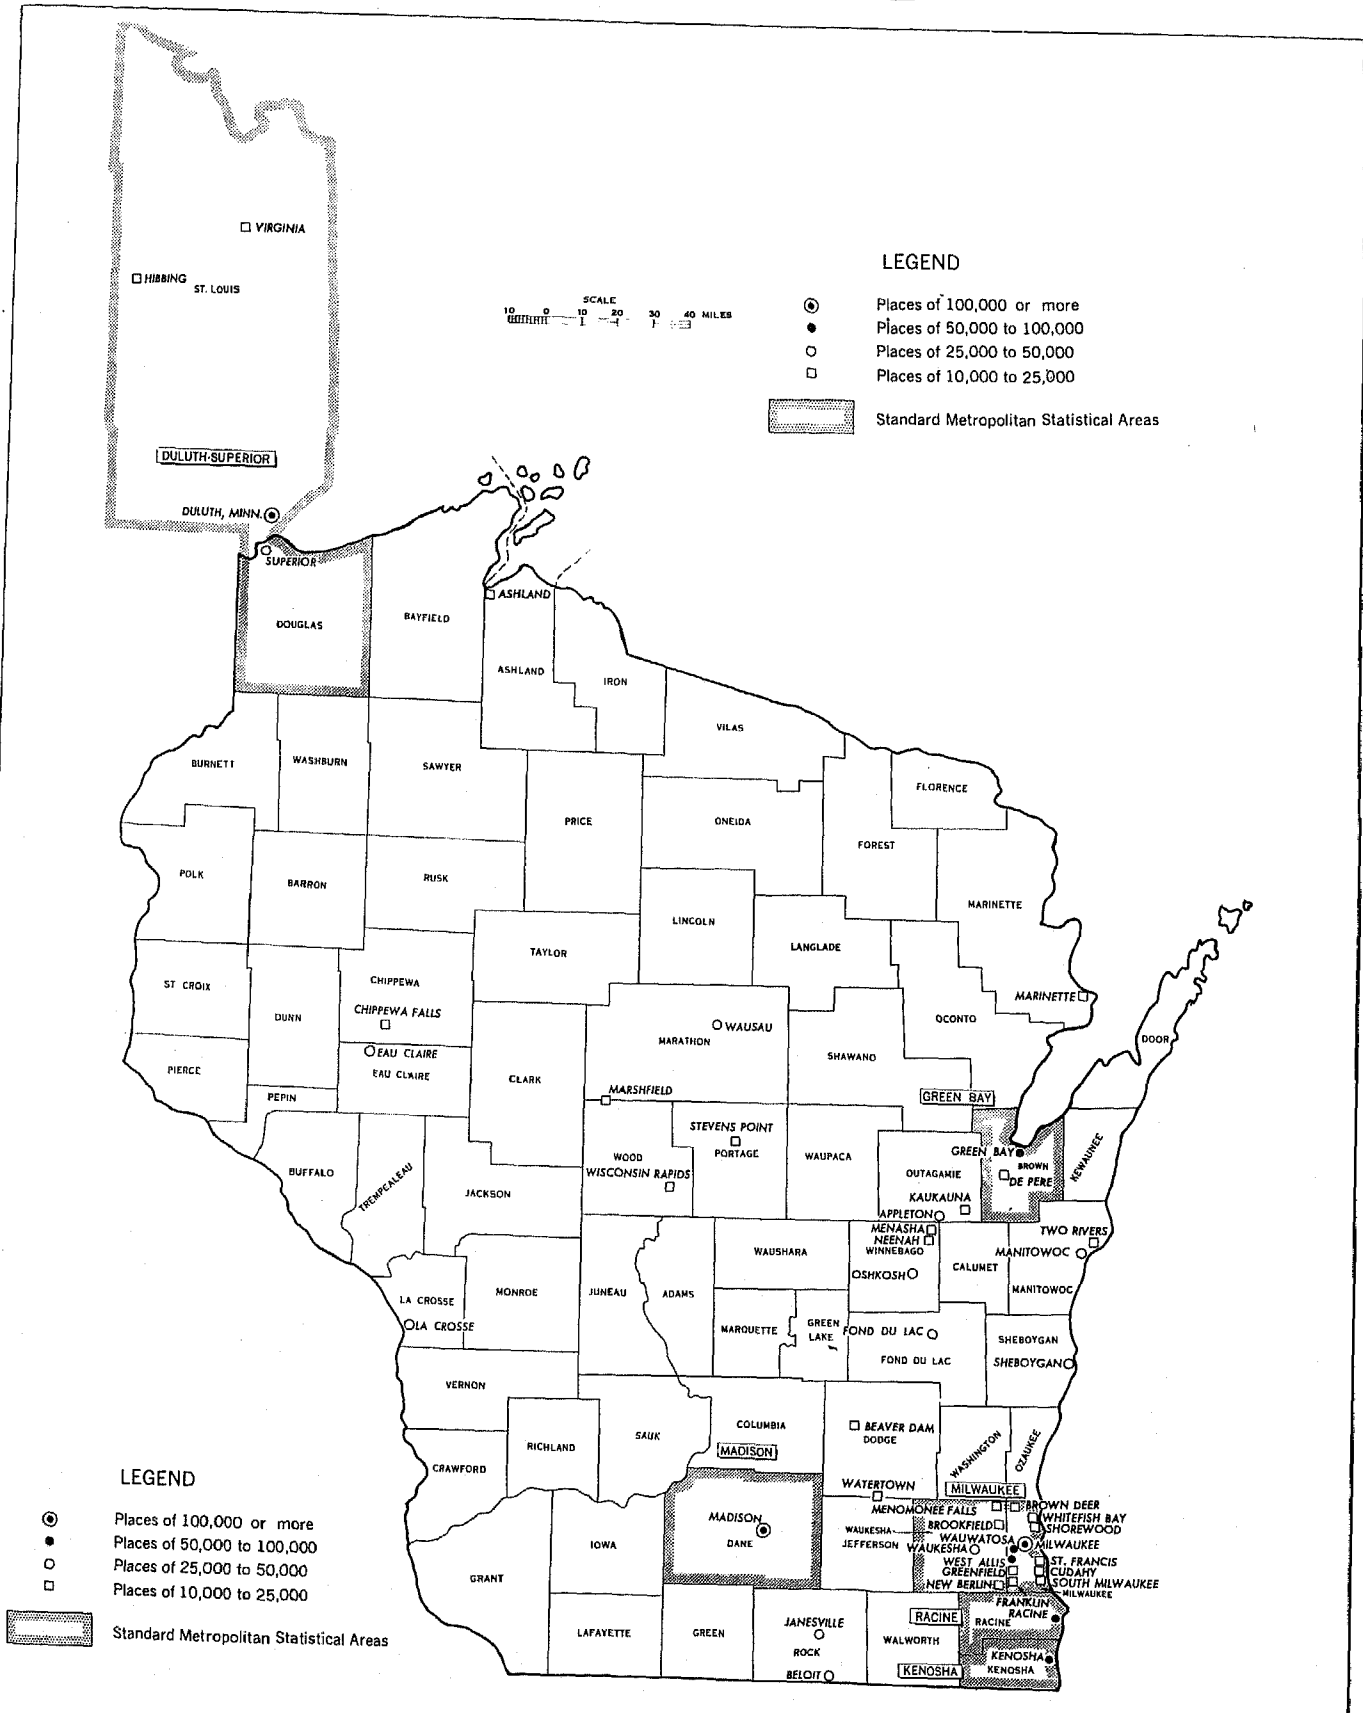 VIRGINIA
HIBBING
ST. LOUIS
LEGEND
Places of 100,000 or more
Places of 50,000 to 100,000
Places of 25,000 to 50,000
Places of 10,000 to 25,000
Standard Metropolitan Statistical Areas
SCALE
10 0 10 20 30 40 MILES
DULUTH-SUPERIOR
DULUTH, MINN.
SUPERIOR
DOUGLAS
BAYFIELD
ASHLAND
ASHLAND
IRON
VILAS
BURNETT
WASHBURN
SAWYER
FLORENCE
PRICE
ONEIDA
FOREST
POLK
BARRON
RUSK
MARINETTE
LINCOLN
LANGLADE
TAYLOR
ST CROIX
CHIPPEWA
CHIPPEWA FALLS
MARINETTE
DUNN
OCONTO
WAUSAU
MARATHON
DOOR
SHAWANO
EAU CLAIRE
EAU CLAIRE
PIERCE
CLARK
MARSHFIELD
GREEN BAY
PEPIN
STEVENS POINT
PORTAGE
WOOD
WISCONSIN RAPIDS
WAUPACA
GREEN BAY
BROWN
DE PERE
KEWAUNEE
OUTAGAMIE
KAUKAUNA
APPLETON
BUFFALO
TREMPEALEAU
JACKSON
MENASHA
NEENAH
WINNEBAGO
TWO RIVERS
MANITOWOC
MANITOWOC
WAUSHARA
CALUMET
OSHKOSH
LA CROSSE
LA CROSSE
MONROE
JUNEAU
ADAMS
MARQUETTE
GREEN
LAKE
FOND DU LAC
FOND DU LAC
SHEBOYGAN
SHEBOYGAN
VERNON
COLUMBIA
BEAVER DAM
DODGE
RICHLAND
SAUK
MADISON
WASHINGTON
OZAUKEE
CRAWFORD
WATERTOWN
MILWAUKEE
MENOMONEE FALLS
BROWN DEER
WHITEFISH BAY
SHOREWOOD
BROOKFIELD
WAUKESHA
WAUWATOSA
MILWAUKEE
JEFFERSON
WAUKESHA
WEST ALLIS
ST. FRANCIS
GREENFIELD
CUDAHY
NEW BERLIN
SOUTH MILWAUKEE
MILWAUKEE
FRANKLIN
MADISON
DANE
IOWA
GRANT
RACINE
RACINE
RACINE
LAFAYETTE
GREEN
JANESVILLE
ROCK
BELOIT
WALWORTH
KENOSHA
KENOSHA
KENOSHA
LEGEND
Places of 100,000 or more
Places of 50,000 to 100,000
Places of 25,000 to 50,000
Places of 10,000 to 25,000
Standard Metropolitan Statistical Areas